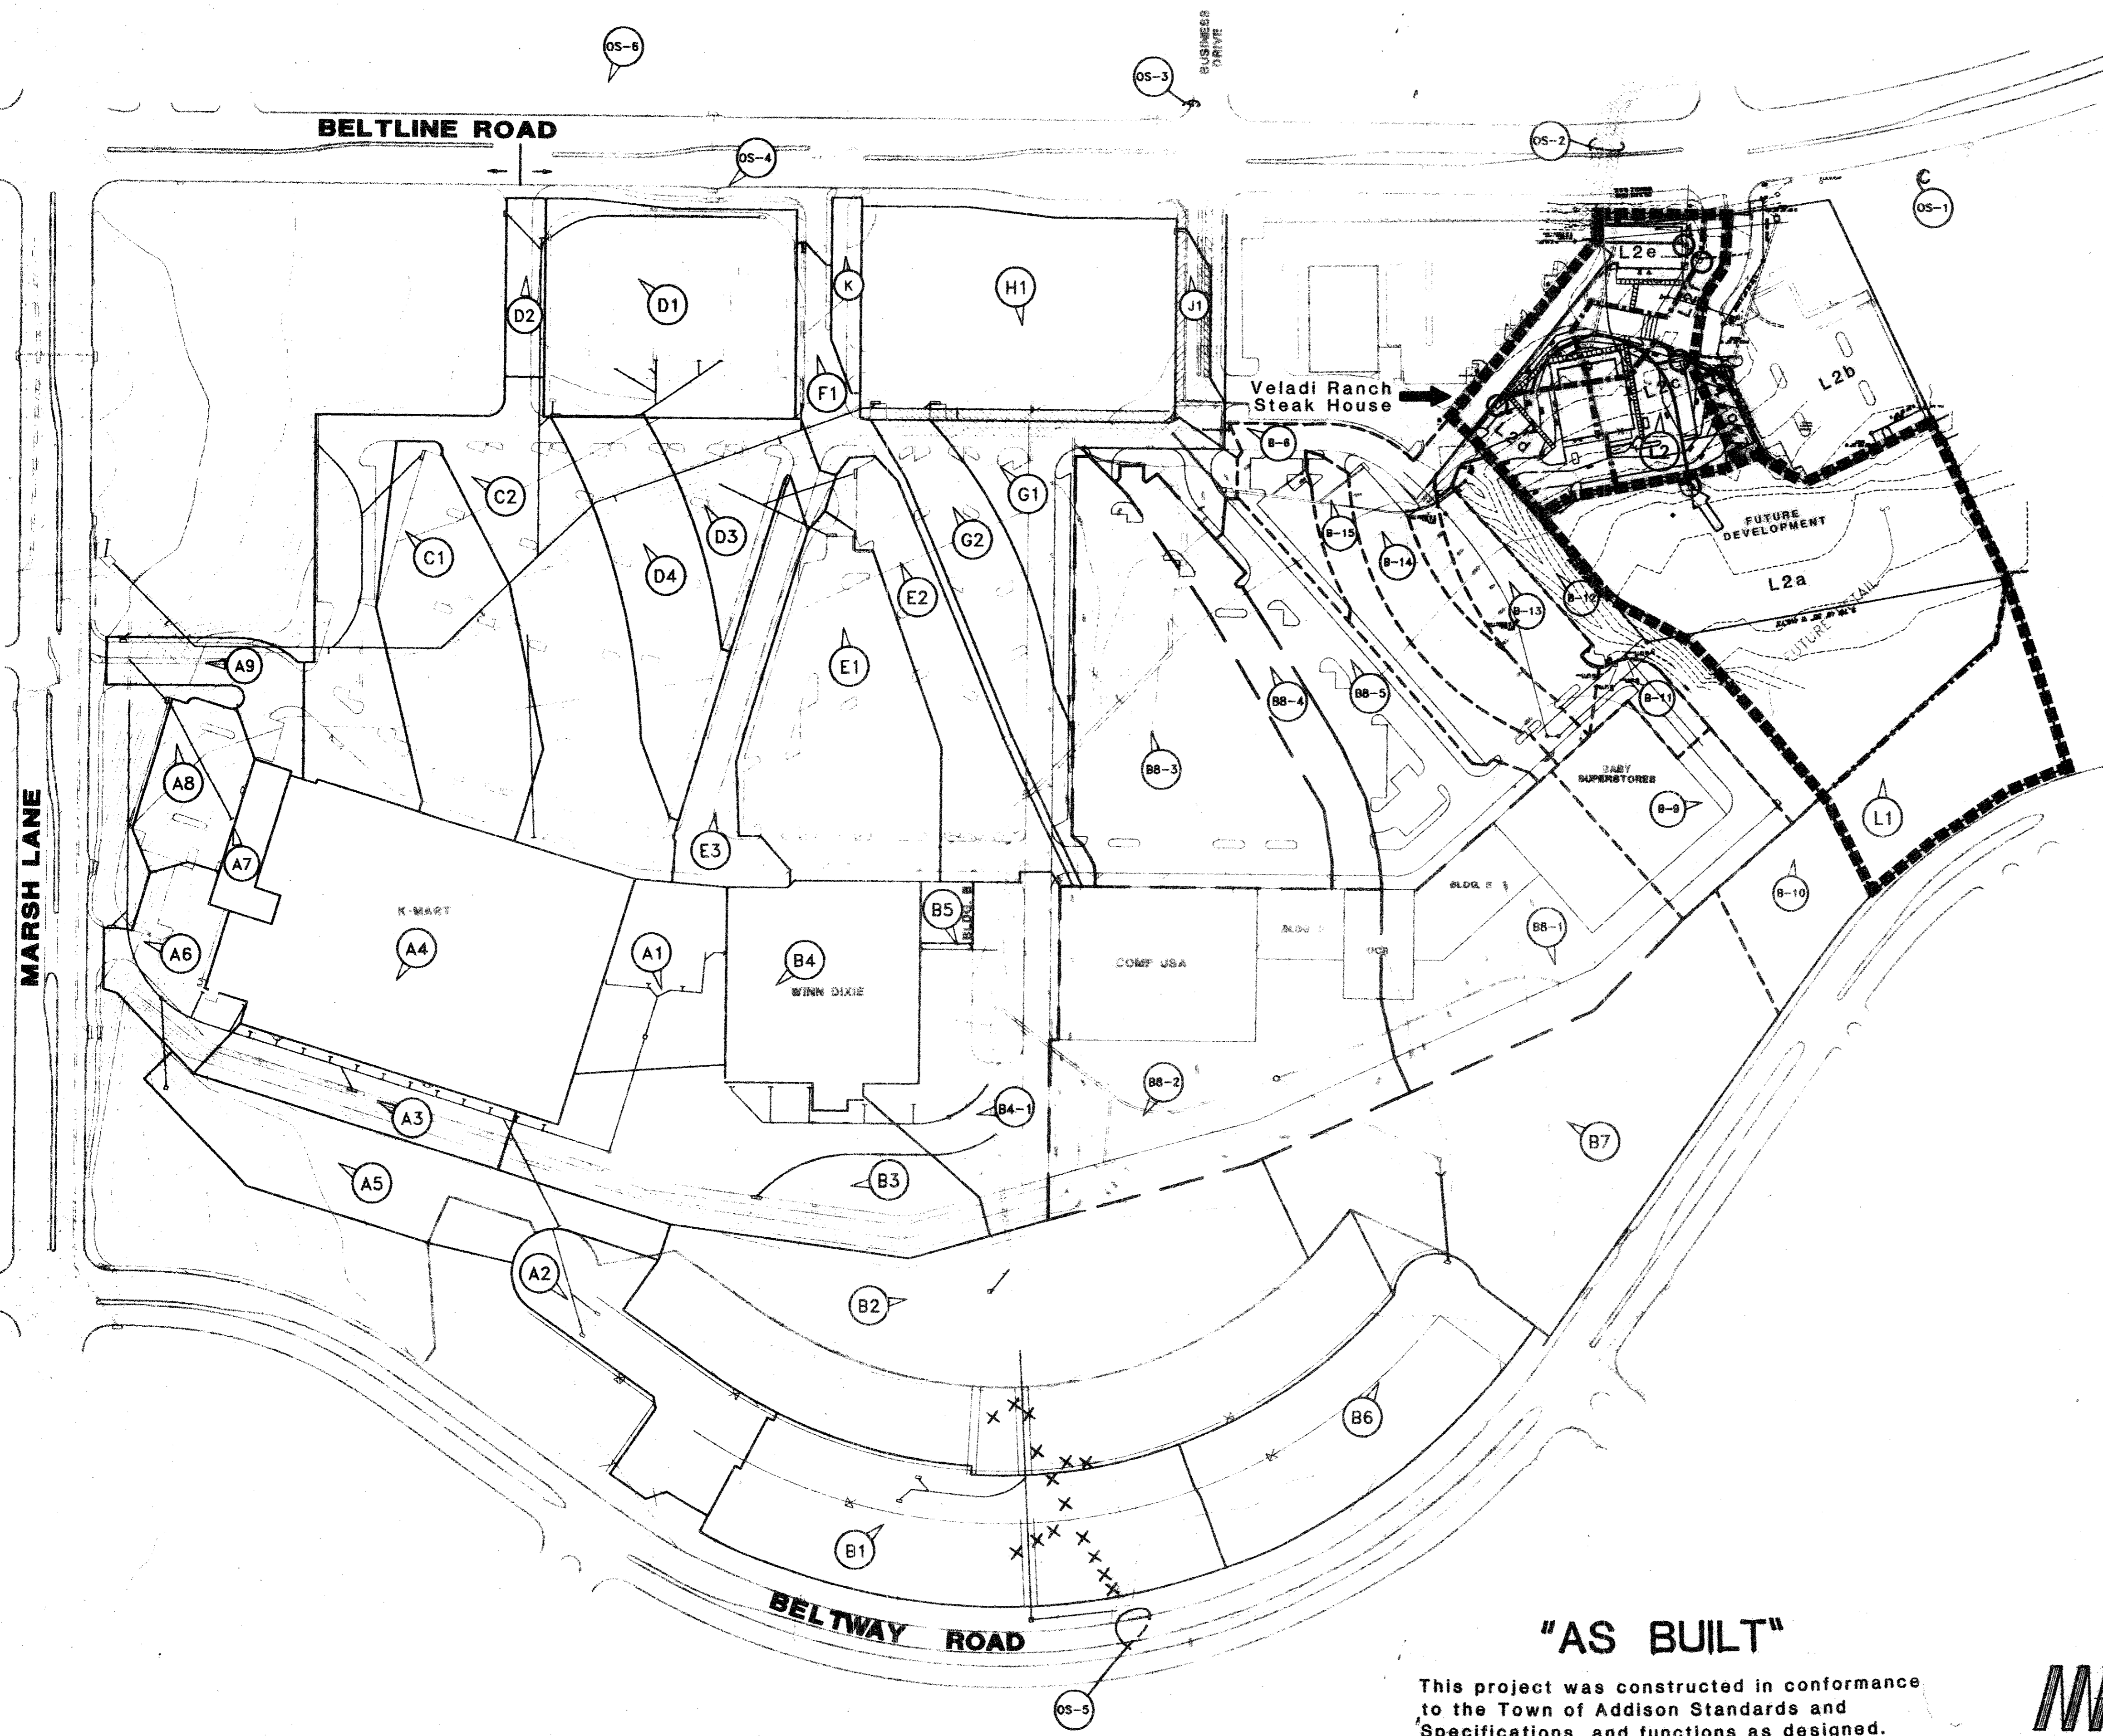 OS-6
OS-3
BUSINESS
DRIVE
BELTLINE ROAD
OS-4
OS-2
OS-1
D2
D1
K
H1
J1
L2e
L2f
F1
Veladi Ranch
Steak House
L2c
L2b
B-6
L2d
L2
C2
G1
C1
D3
D4
G2
E2
B-15
B-14
B-13
B-12
FUTURE
DEVELOPMENT
L2a
FUTURE
A9
E1
B8-4
B8-5
B-11
A8
B8-3
BABY
SUPERSTORES
B-9
L1
MARSH LANE
A7
E3
B-10
K-MART
A4
A6
A1
B5
BLDG. B
B4
WINN DIXIE
COMP USA
OCB
B8-1
A3
B4-1
B8-2
B7
A5
B3
A2
B2
B6
B1
BELTWAY ROAD
OS-5
"AS BUILT"
This project was constructed in conformance
to the Town of Addison Standards and
Specifications and functions as designed.